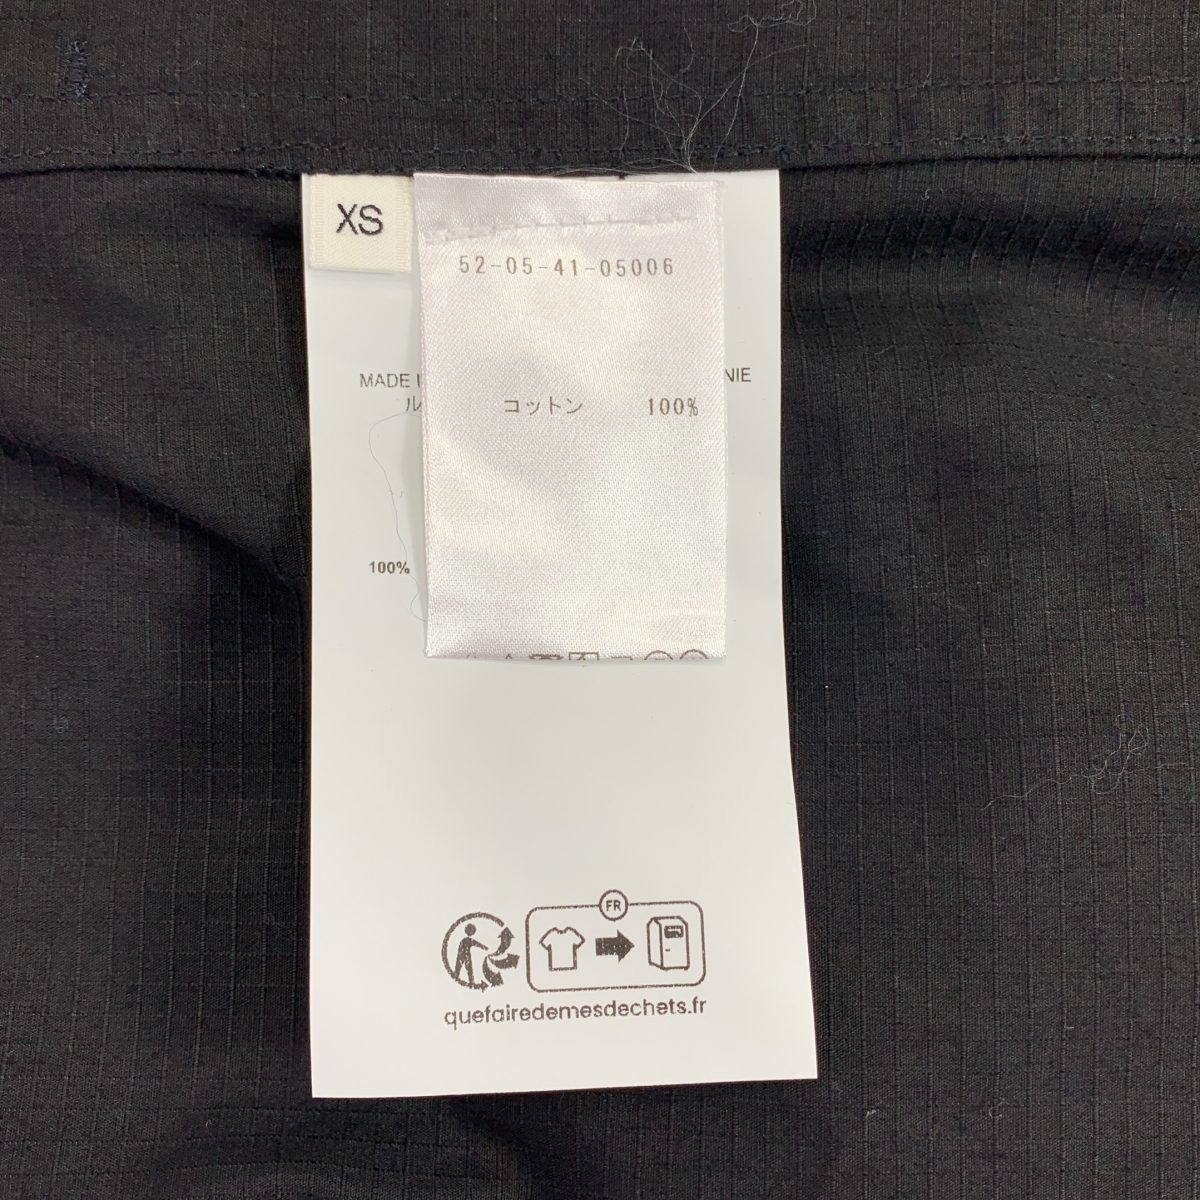 XS
52-05-41-05006
MADE
NIE
ル
コットン 100%
100%
FR
quefairedemesdechets.fr